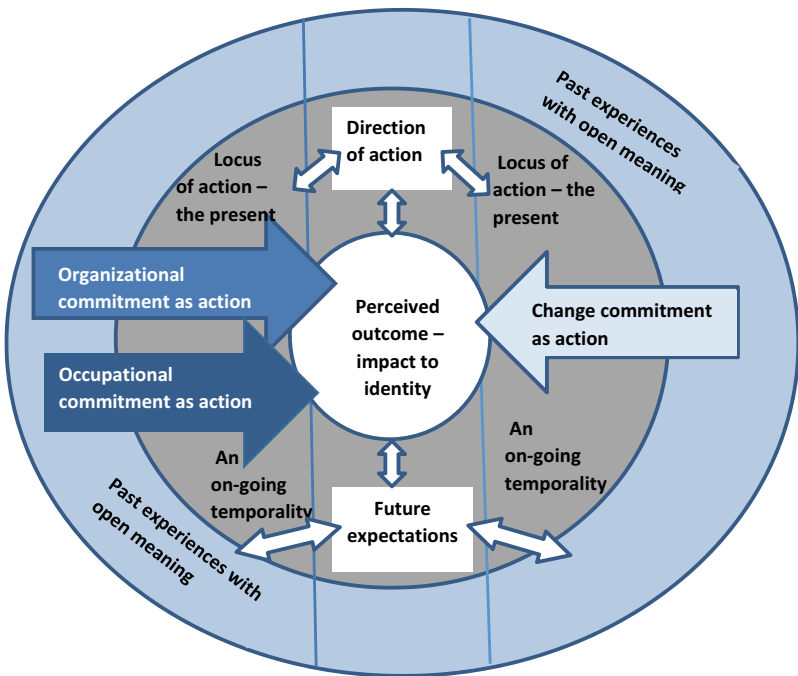 Past experiences
with open meaning
Direction
of action
Locus
of action –
the present
Locus of
action – the
present
Organizational
commitment as action
Perceived
outcome –
impact to
identity
Change commitment
as action
Occupational
commitment as action
An
on-going
temporality
An
on-going
temporality
Future
expectations
Past experiences with
open meaning